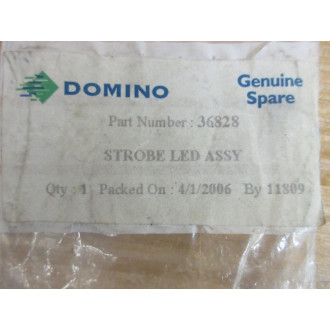 DOMINO
Genuine
Spare
Part Number : 36828
STROBE LED ASSY
Qty : 1 Packed On : 4/1/2006 By 11809